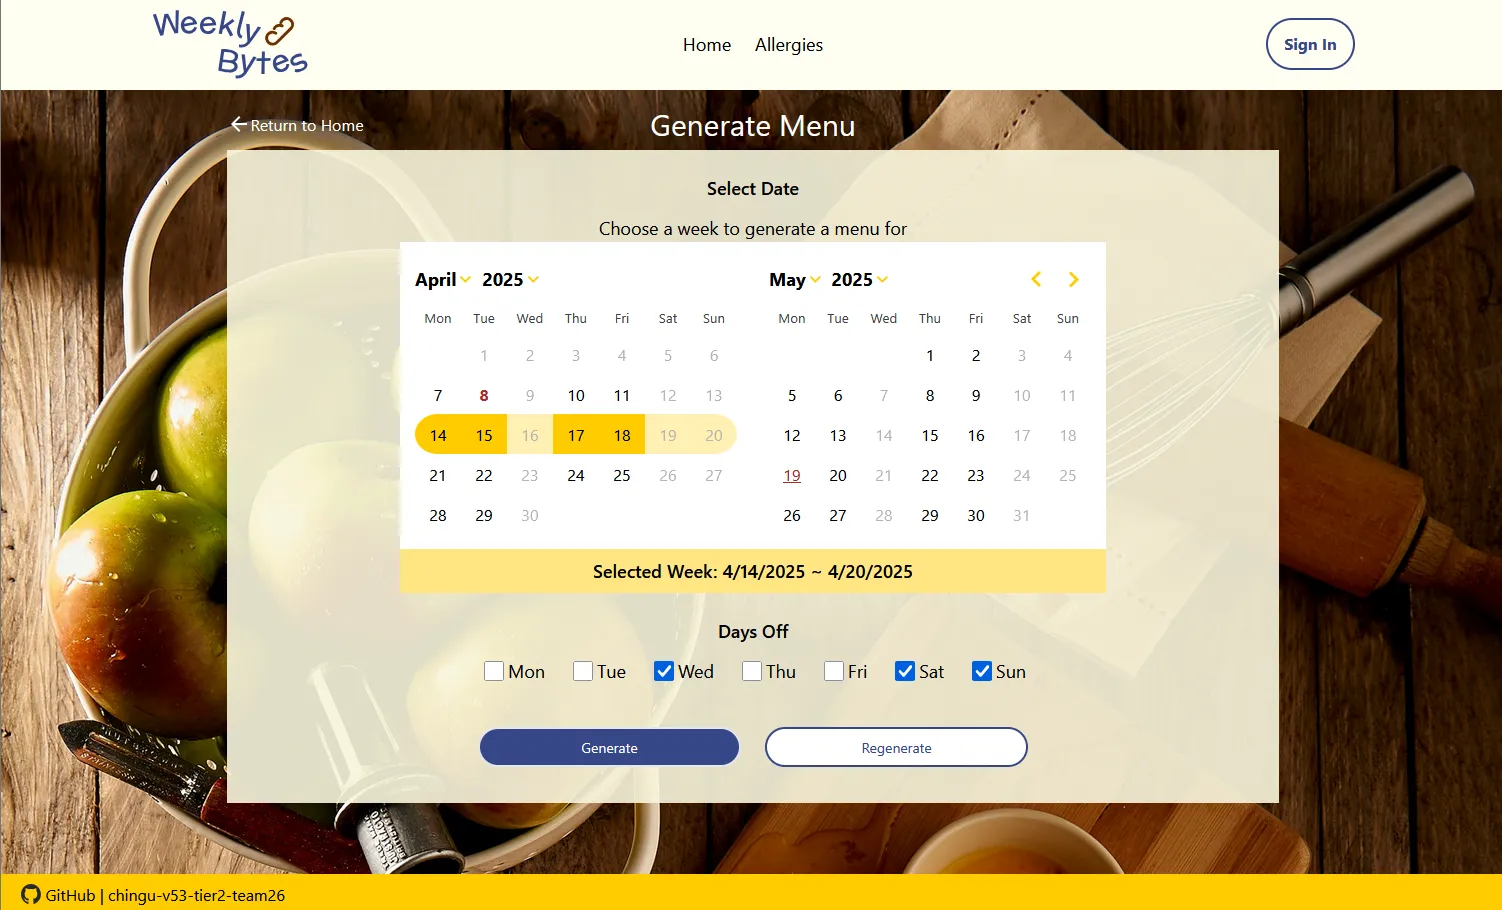 Weekly
Bytes
Home Allergies
Sign In
Return to Home
Generate Menu
Select Date
Choose a week to generate a menu for
April 2025
Mon Tue Wed Thu Fri Sat Sun
1 2 3 4 5 6
7 8 9 10 11 12 13
14 15 16 17 18 19 20
21 22 23 24 25 26 27
28 29 30
May 2025
Mon Tue Wed Thu Fri Sat Sun
1 2 3 4
5 6 7 8 9 10 11
12 13 14 15 16 17 18
19 20 21 22 23 24 25
26 27 28 29 30 31
Selected Week: 4/14/2025 ~ 4/20/2025
Days Off
Mon Tue Wed Thu Fri Sat Sun
Generate Regenerate
GitHub | chingu-v53-tier2-team26